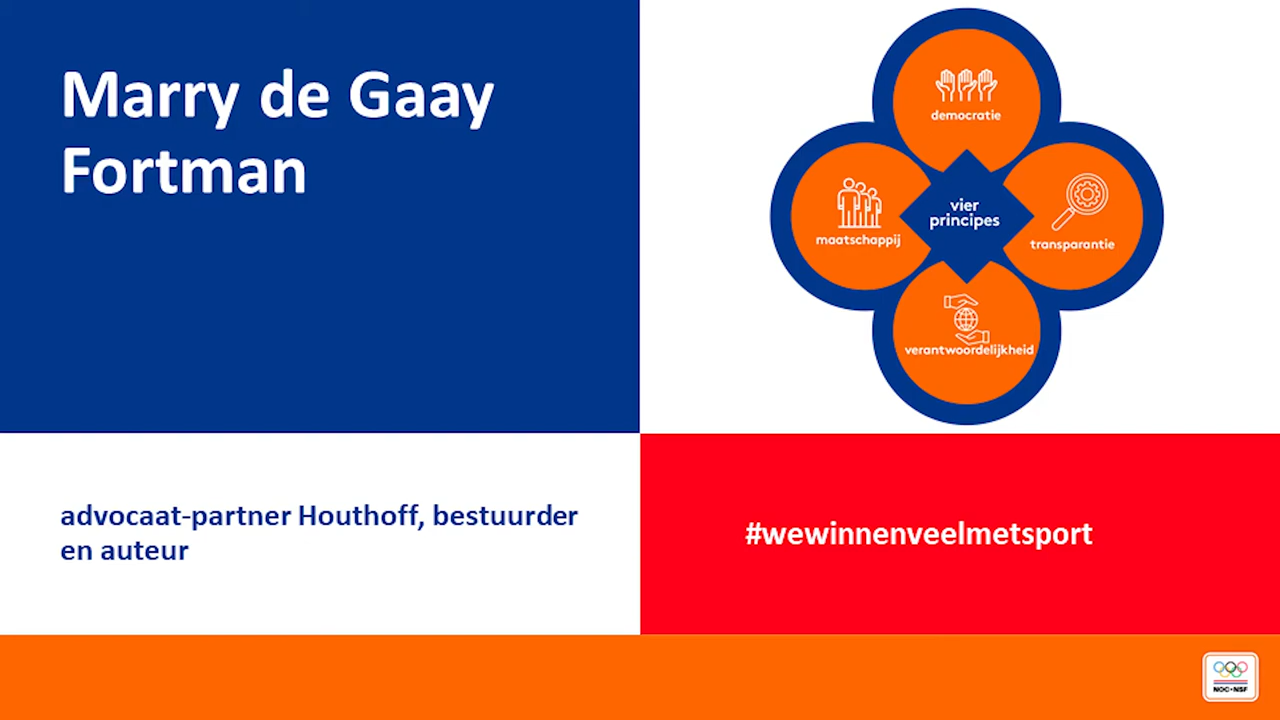 Marry de Gaay
Fortman
democratie
maatschappij
vier
principes
transparantie
verantwoordelijkheid
advocaat-partner Houthoff, bestuurder
en auteur
#wewinnenveelmetsport
NOC*NSF